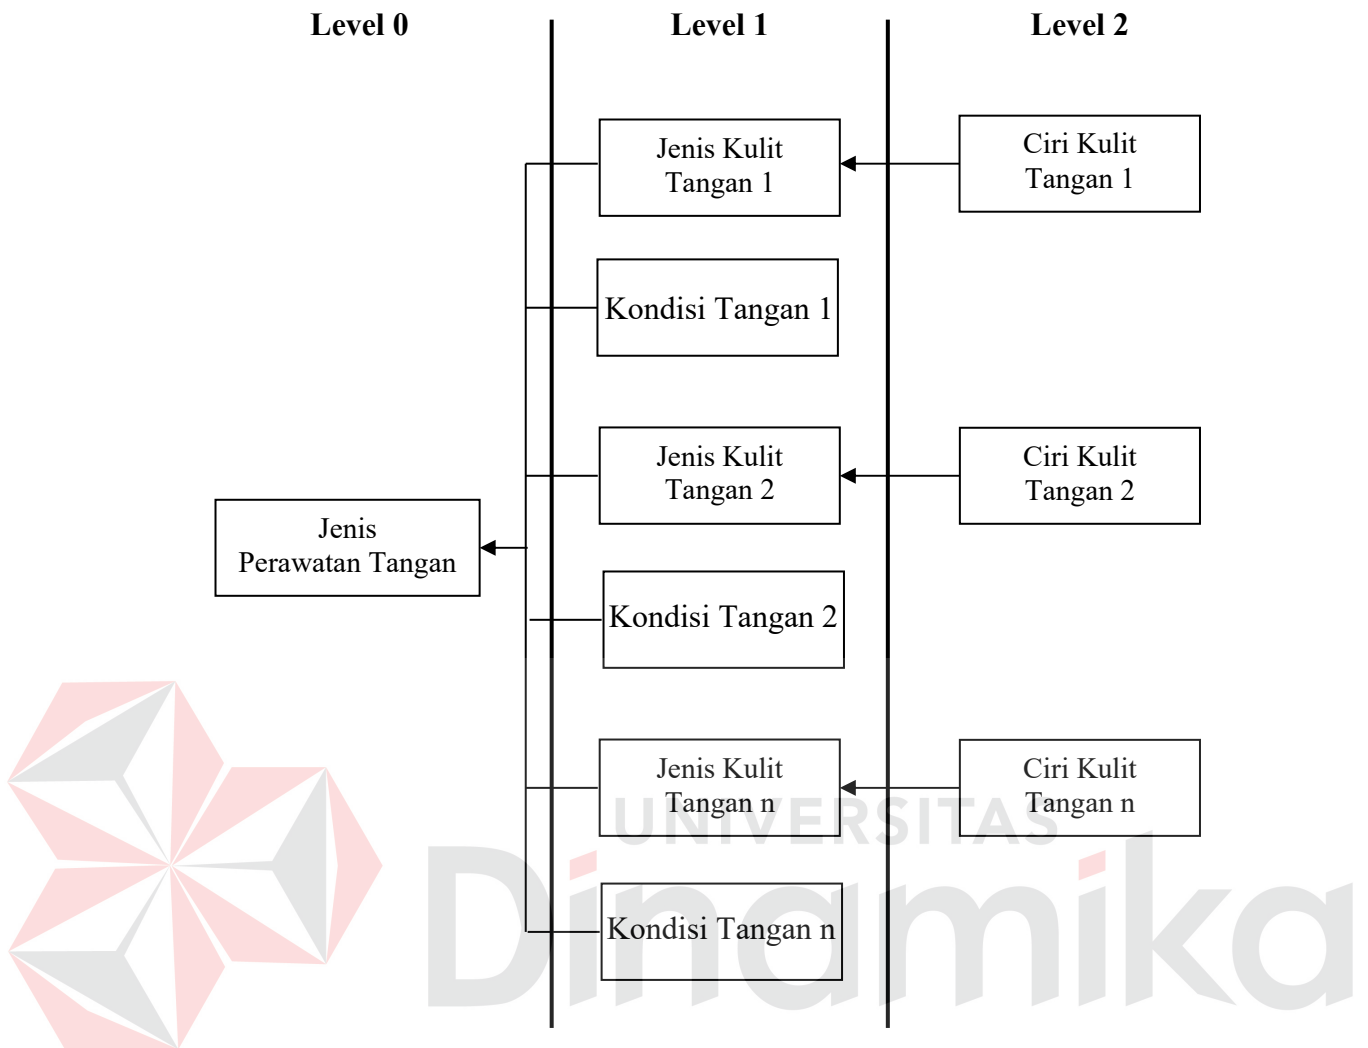 Level 0
Level 1
Level 2
Jenis Kulit
Tangan 1
Ciri Kulit
Tangan 1
Kondisi Tangan 1
Jenis Kulit
Tangan 2
Ciri Kulit
Tangan 2
Jenis
Perawatan Tangan
Kondisi Tangan 2
Jenis Kulit
Tangan n
Ciri Kulit
Tangan n
UNIVERSITAS
Dinamika
Kondisi Tangan n